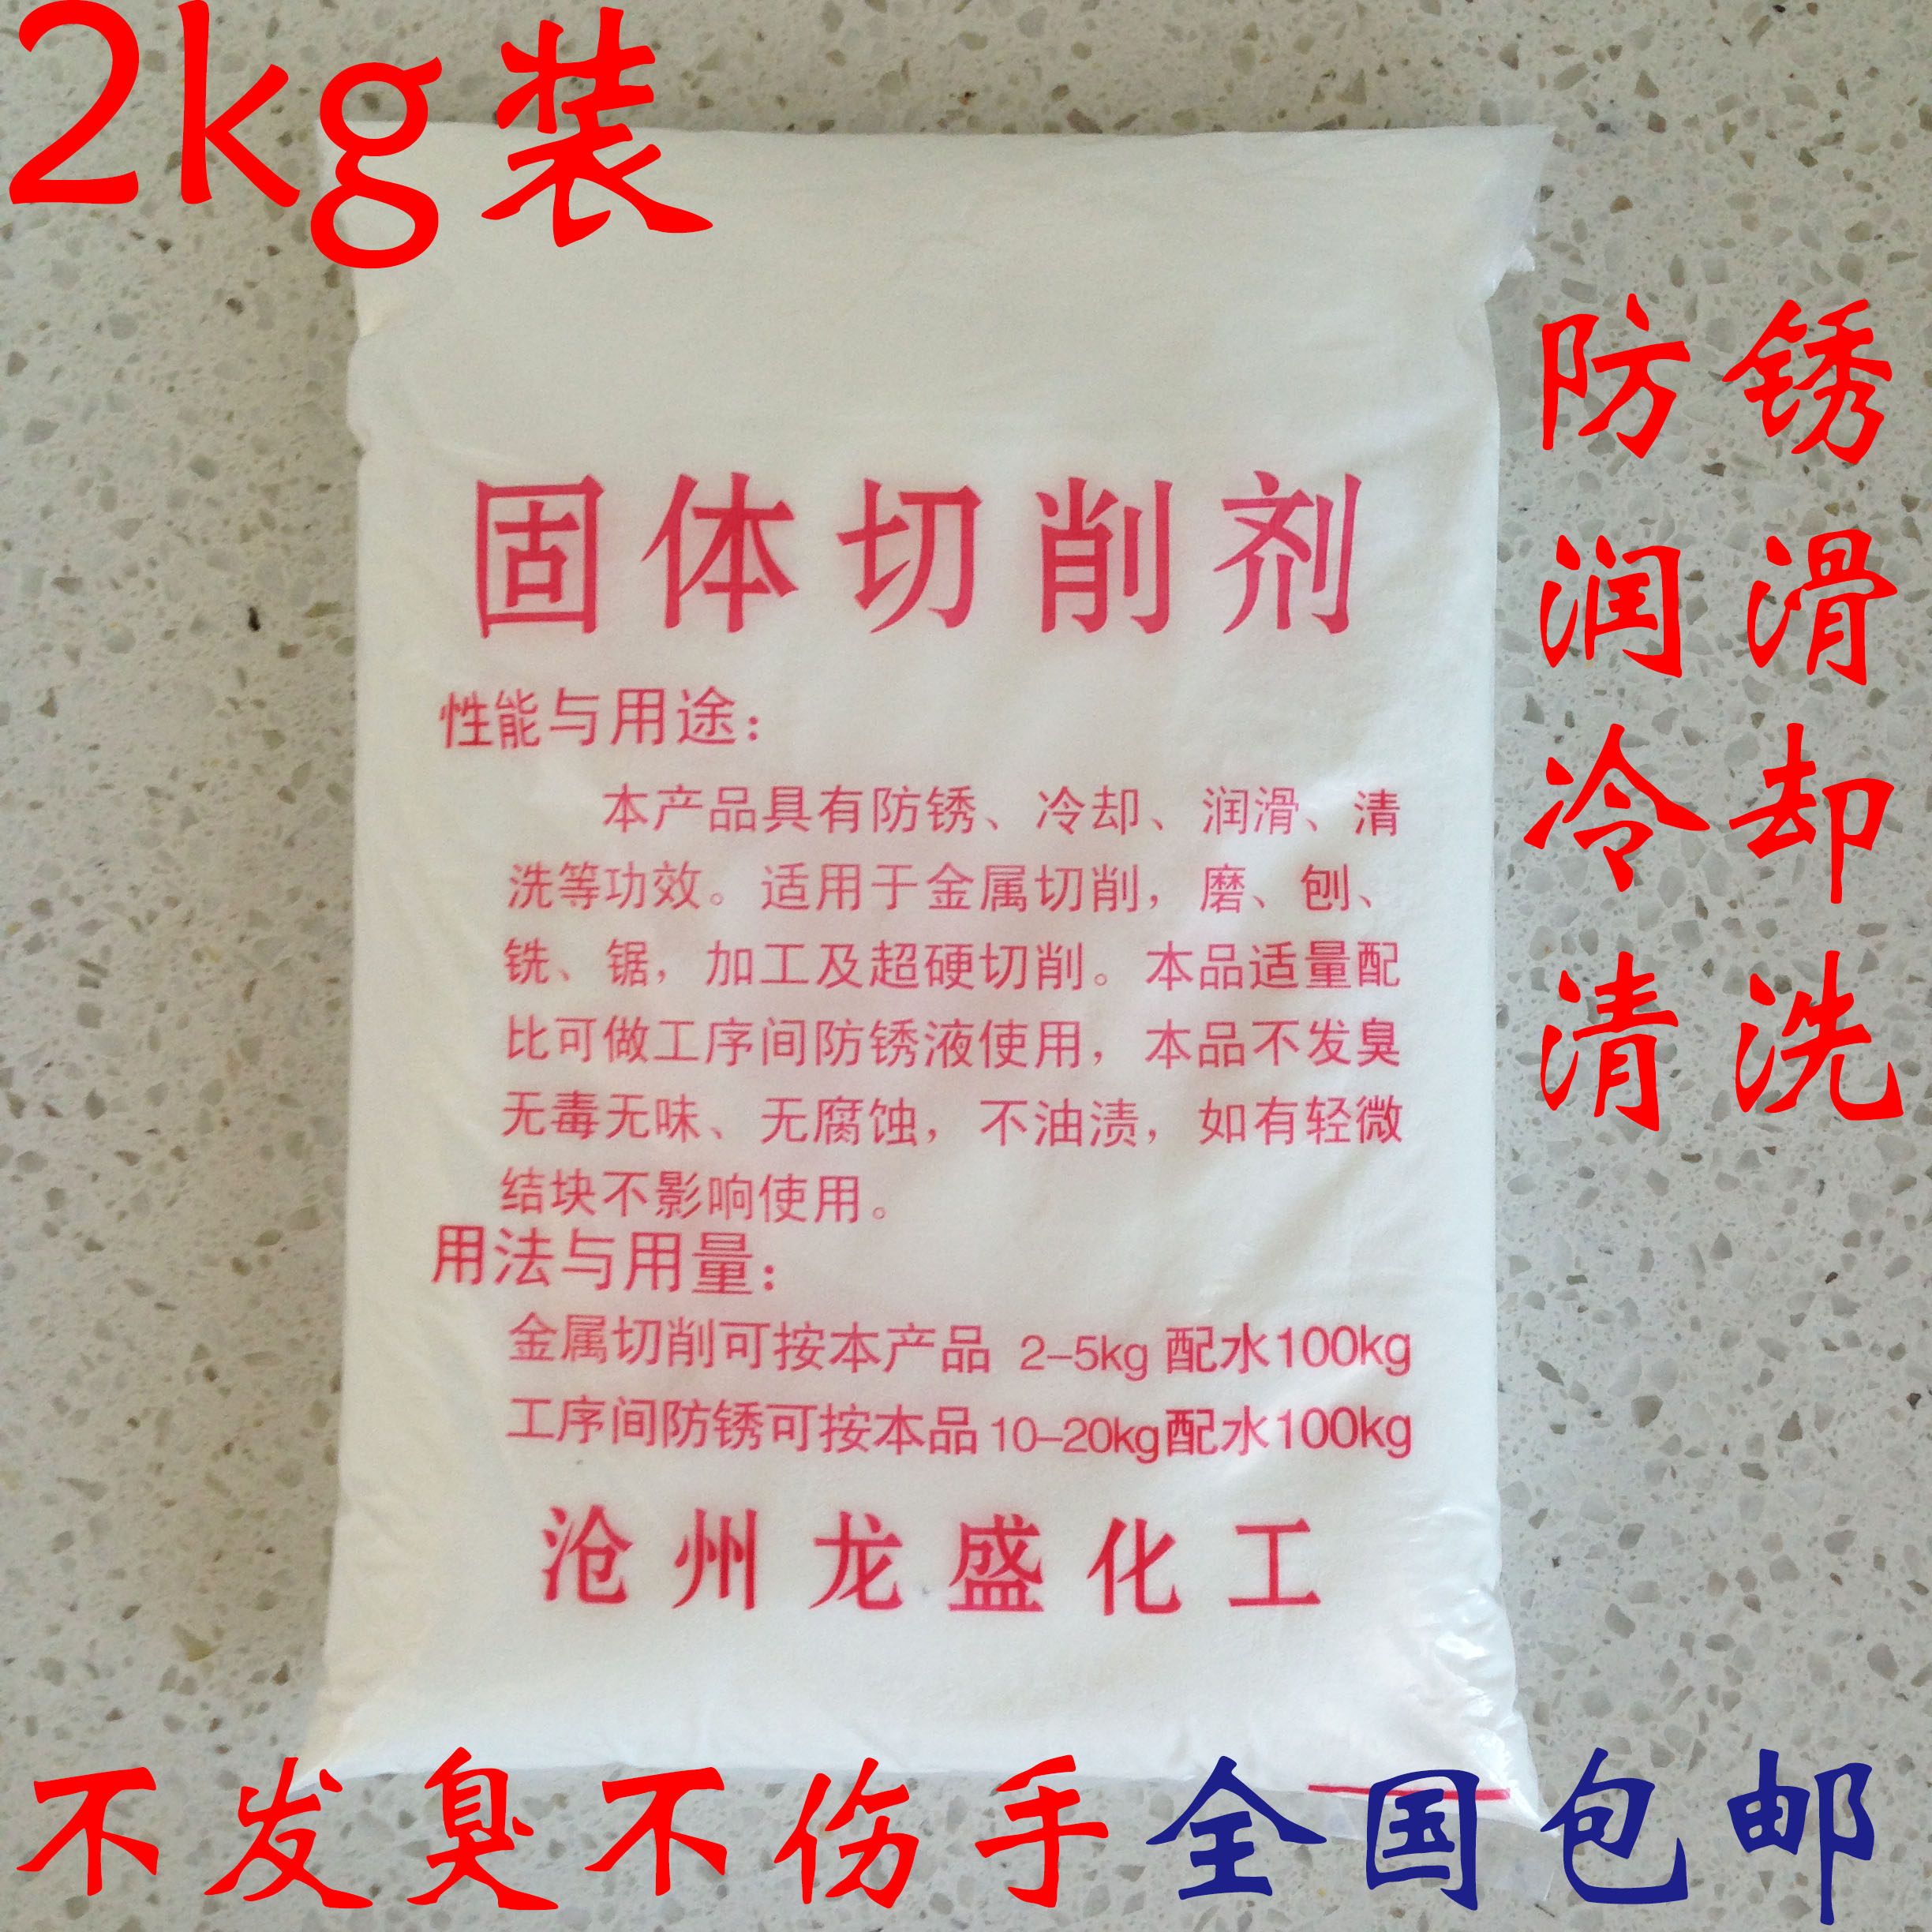 2kg装
防锈
润滑
冷却
清洗
固体切削剂
性能与用途：
本产品具有防锈、冷却、润滑、清
洗等功效。适用于金属切削，磨、刨、
铣、锯，加工及超硬切削。本品适量配
比可做工序间防锈液使用，本品不发臭
无毒无味、无腐蚀，不油渍，如有轻微
结块不影响使用。
用法与用量：
金属切削可按本产品 2-5kg 配水100kg
工序间防锈可按本品10-20kg配水100kg
沧州龙盛化工
不发臭不伤手全国包邮